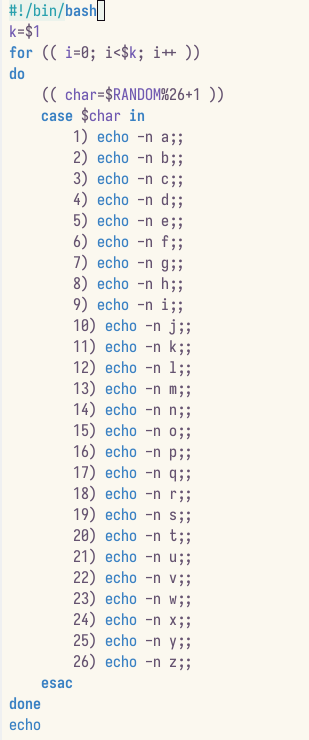 #!/bin/bash
k=$1
for (( i=0; i<$k; i++ ))
do
    (( char=$RANDOM%26+1 ))
    case $char in
        1) echo -n a;;
        2) echo -n b;;
        3) echo -n c;;
        4) echo -n d;;
        5) echo -n e;;
        6) echo -n f;;
        7) echo -n g;;
        8) echo -n h;;
        9) echo -n i;;
        10) echo -n j;;
        11) echo -n k;;
        12) echo -n l;;
        13) echo -n m;;
        14) echo -n n;;
        15) echo -n o;;
        16) echo -n p;;
        17) echo -n q;;
        18) echo -n r;;
        19) echo -n s;;
        20) echo -n t;;
        21) echo -n u;;
        22) echo -n v;;
        23) echo -n w;;
        24) echo -n x;;
        25) echo -n y;;
        26) echo -n z;;
    esac
done
echo